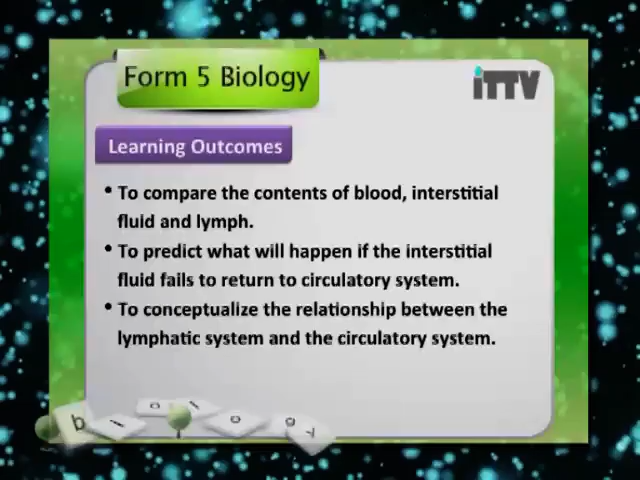 Form 5 Biology
iTTV
Learning Outcomes
• To compare the contents of blood, interstitial
fluid and lymph.
• To predict what will happen if the interstitial
fluid fails to return to circulatory system.
• To conceptualize the relationship between the
lymphatic system and the circulatory system.
b i o l o g y